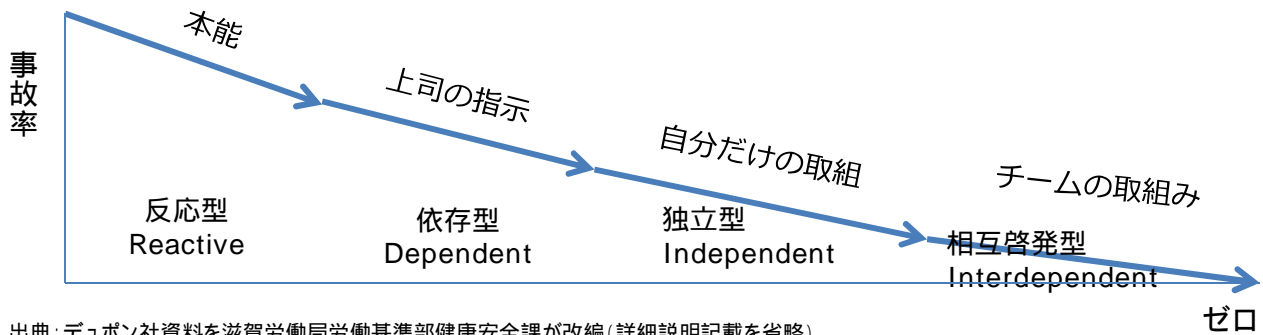 本能
事故率
上司の指示
自分だけの取組
チームの取組み
反応型
Reactive
依存型
Dependent
独立型
Independent
相互啓発型
Interdependent
ゼロ
出典:デュポン社資料を滋賀労働局労働基準部健康安全課が改編(詳細説明記載を省略)